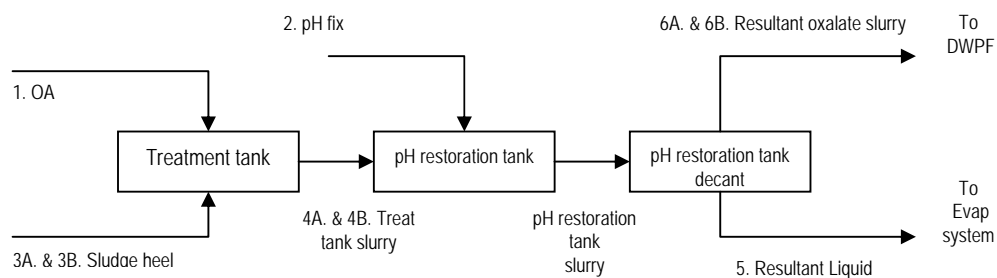 2. pH fix
6A. & 6B. Resultant oxalate slurry
To
DWPF
1. OA
Treatment tank
pH restoration tank
pH restoration tank
decant
4A. & 4B. Treat
tank slurry
pH restoration
tank
slurry
To
Evap
system
3A. & 3B. Sludge heel
5. Resultant Liquid